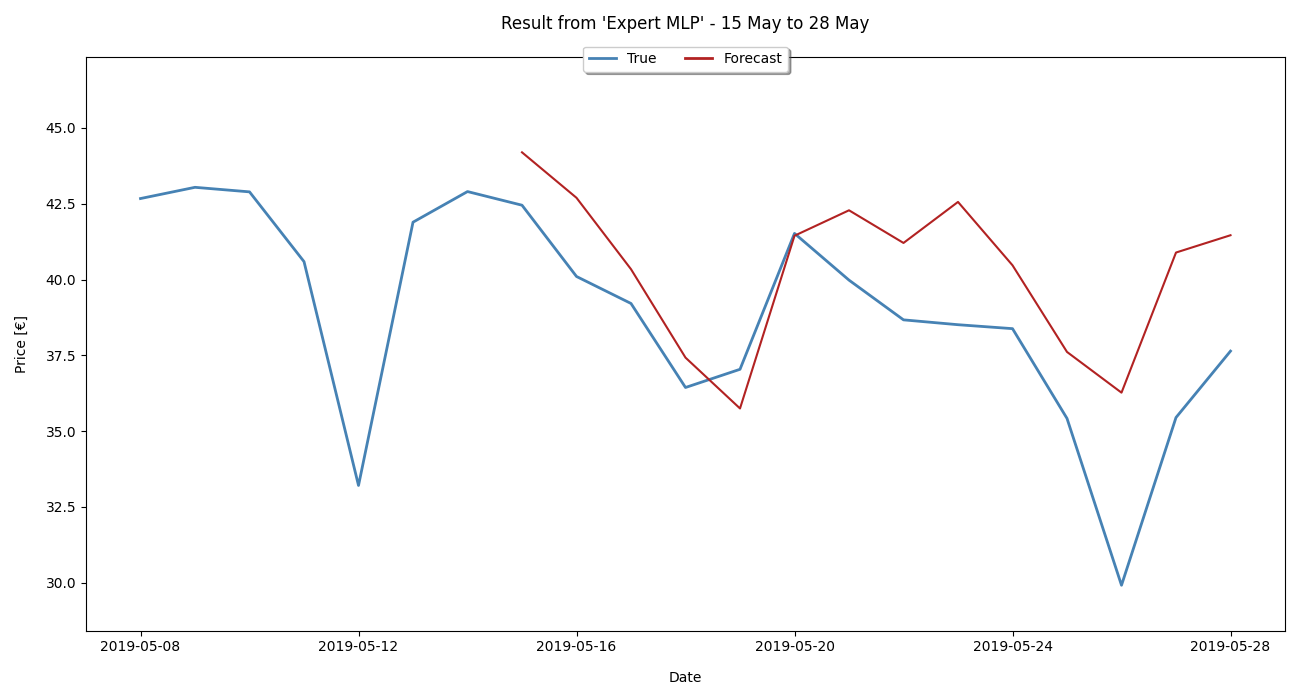 Result from 'Expert MLP' - 15 May to 28 May
True Forecast
45.0
42.5
40.0
37.5
35.0
32.5
30.0
Price [€]
2019-05-08 2019-05-12 2019-05-16 2019-05-20 2019-05-24 2019-05-28
Date